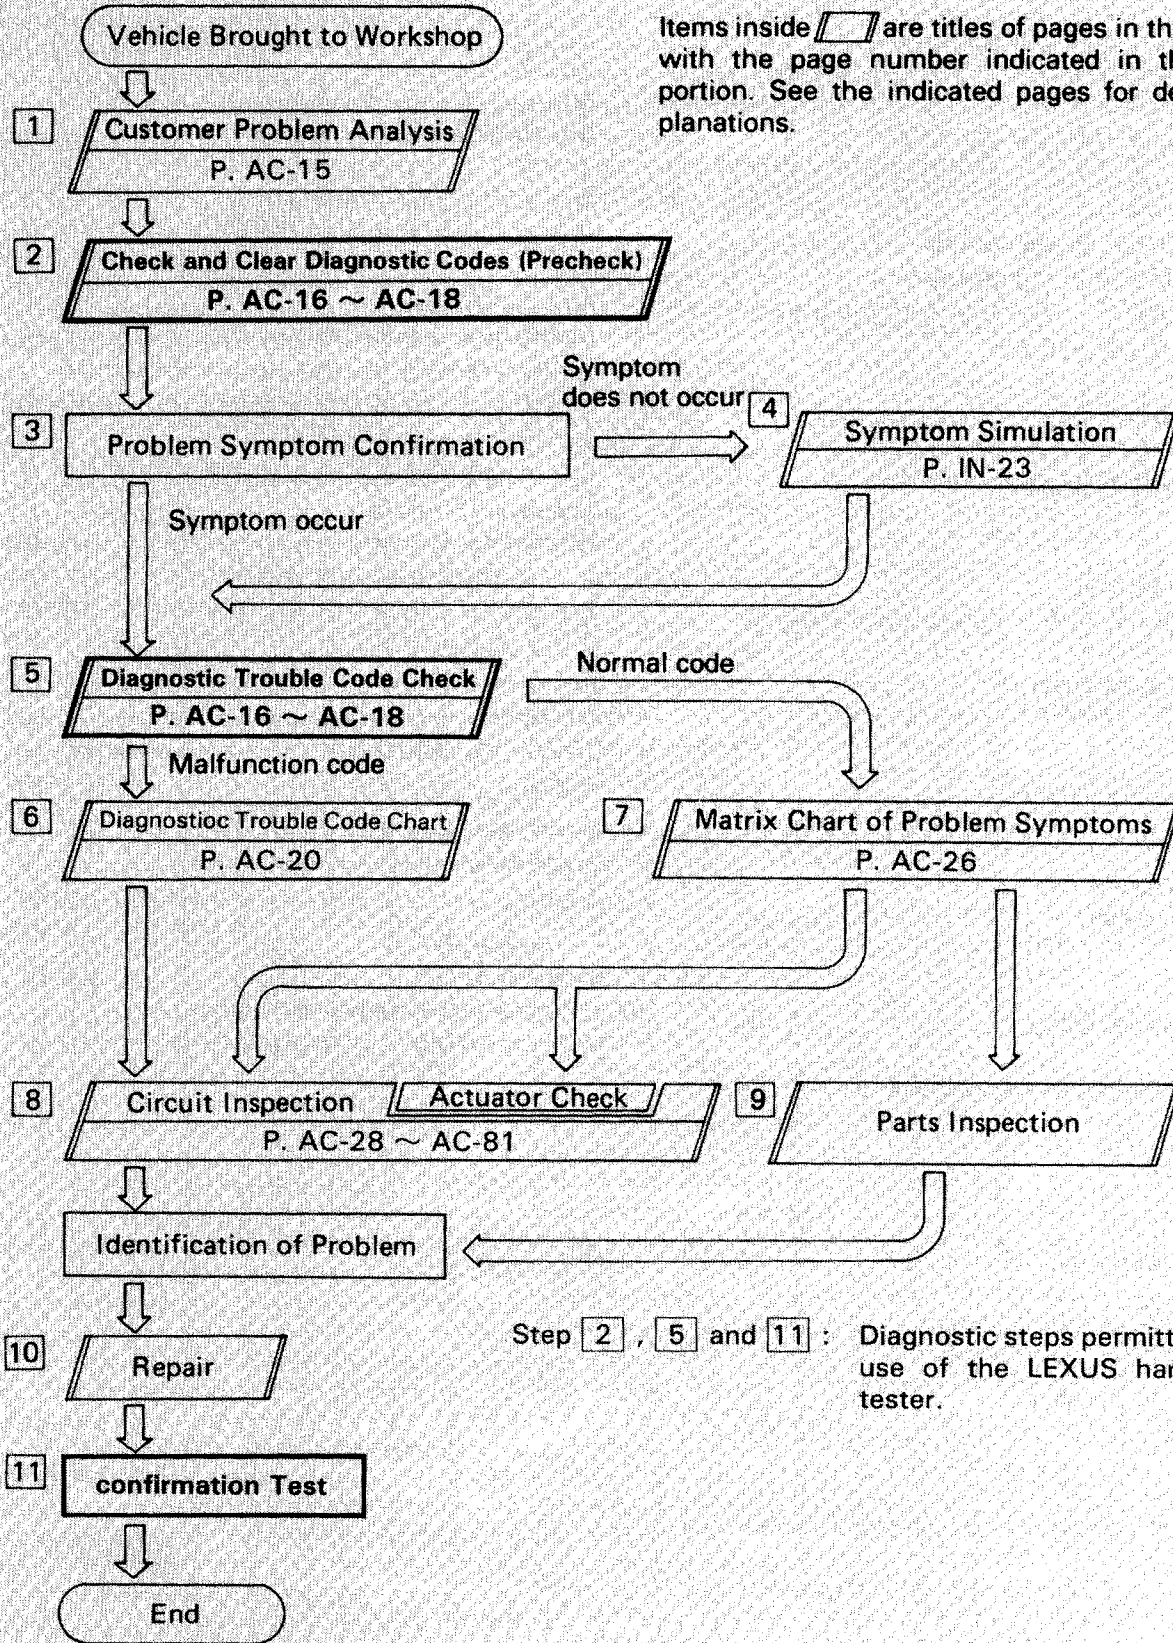 Vehicle Brought to Workshop
Items inside are titles of pages in
with the page number indicated in
portion. See the indicated pages for
planations.
1
Customer Problem Analysis
P. AC-15
2
Check and Clear Diagnostic Codes (Precheck)
P. AC-16 ~ AC-18
Symptom
does not occur
3
Problem Symptom Confirmation
4
Symptom Simulation
P. IN-23
Symptom occur
5
Diagnostic Trouble Code Check
P. AC-16 ~ AC-18
Normal code
Malfunction code
6
Diagnostioc Trouble Code Chart
P. AC-20
7
Matrix Chart of Problem Symptoms
P. AC-26
8
Circuit Inspection Actuator Check
P. AC-28 ~ AC-81
9
Parts Inspection
Identification of Problem
Step 2 , 5 and 11 : Diagnostic steps permitt
use of the LEXUS han
tester.
10
Repair
11
confirmation Test
End